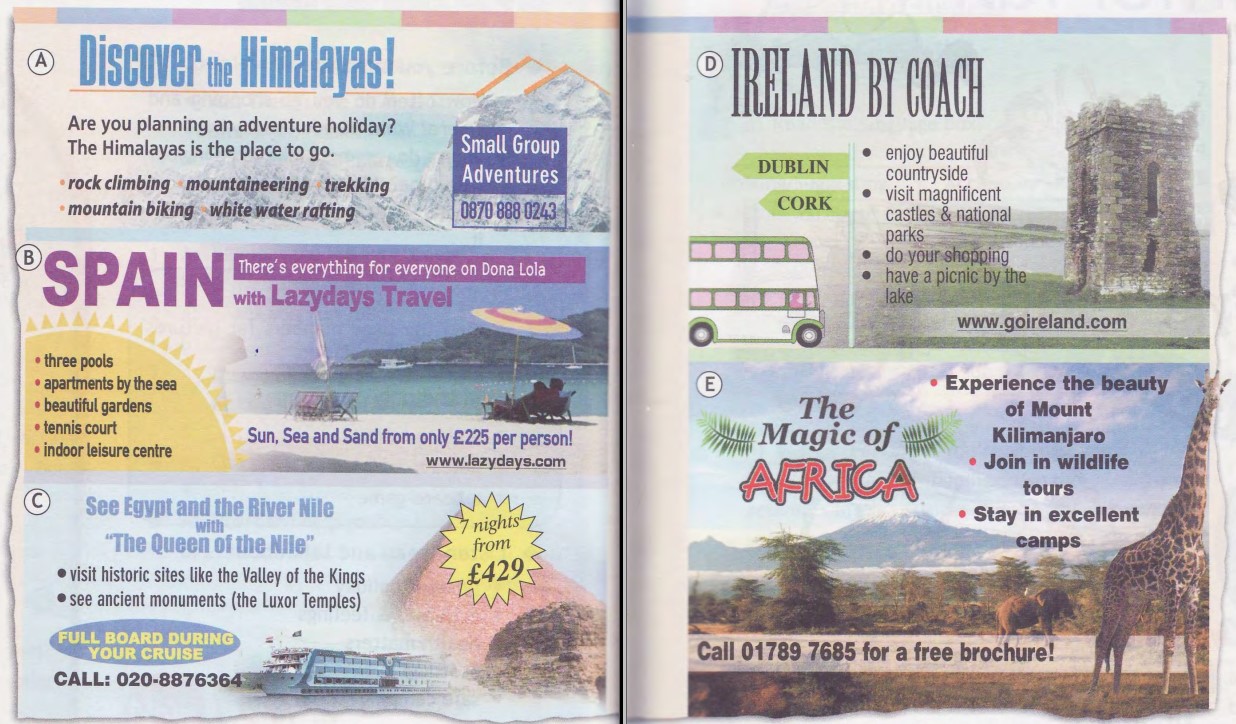 A
Discover the Himalayas!
Are you planning an adventure holiday?
The Himalayas is the place to go.
• rock climbing • mountaineering • trekking
• mountain biking • white water rafting
Small Group
Adventures
0870 888 0243
B
SPAIN
There's everything for everyone on Dona Lola
with Lazydays Travel
• three pools
• apartments by the sea
• beautiful gardens
• tennis court
• indoor leisure centre
Sun, Sea and Sand from only £225 per person!
www.lazydays.com
C
See Egypt and the River Nile
with
"The Queen of the Nile"
• visit historic sites like the Valley of the Kings
• see ancient monuments (the Luxor Temples)
7 nights
from
£429
FULL BOARD DURING
YOUR CRUISE
CALL: 020-8876364
D
IRELAND BY COACH
DUBLIN
CORK
• enjoy beautiful
countryside
• visit magnificent
castles & national
parks
• do your shopping
• have a picnic by the
lake
www.goireland.com
E
The
Magic of
AFRICA
• Experience the beauty
of Mount
Kilimanjaro
• Join in wildlife
tours
• Stay in excellent
camps
Call 01789 7685 for a free brochure!